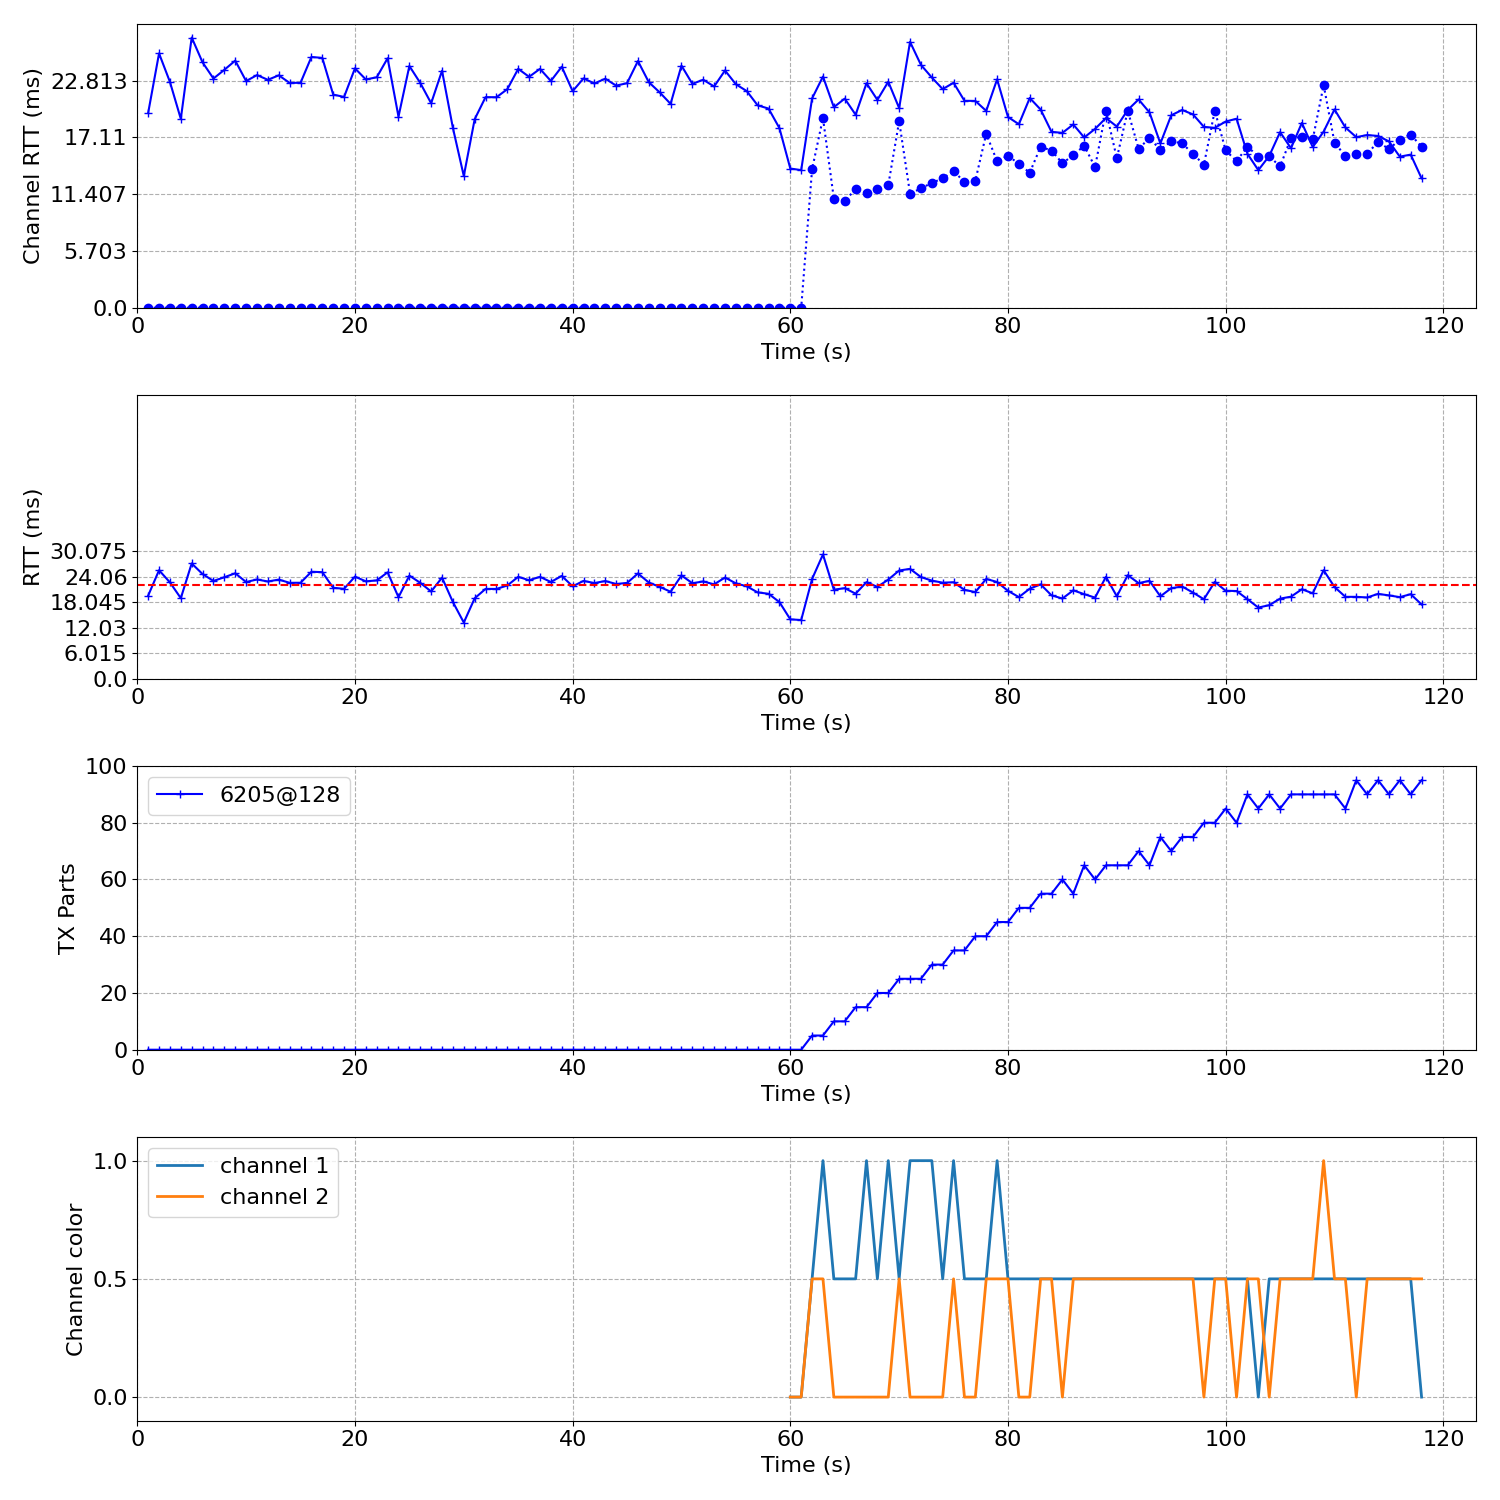 Channel RTT (ms)
22.813
17.11
11.407
5.703
0.0
0 20 40 60 80 100 120
Time (s)
RTT (ms)
30.075
24.06
18.045
12.03
6.015
0.0
0 20 40 60 80 100 120
Time (s)
TX Parts
100
80
60
40
20
0
6205@128
0 20 40 60 80 100 120
Time (s)
Channel color
1.0
0.5
0.0
channel 1
channel 2
0 20 40 60 80 100 120
Time (s)